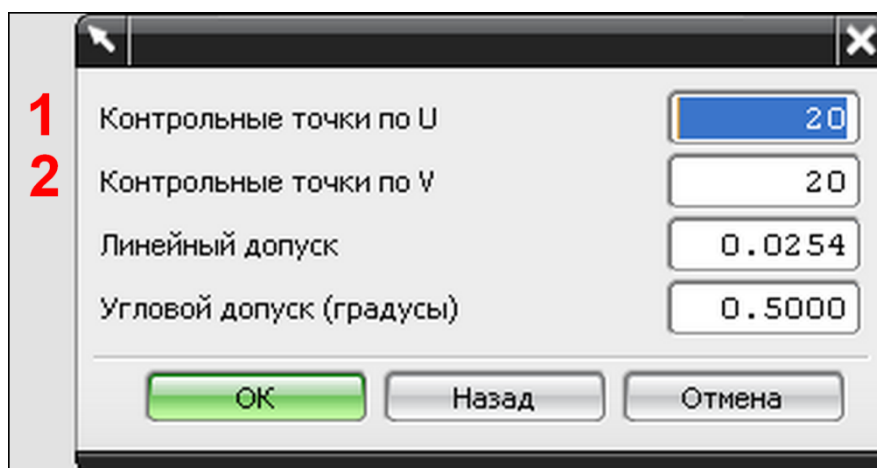 1 Контрольные точки по U 20
2 Контрольные точки по V 20
Линейный допуск 0.0254
Угловой допуск (градусы) 0.5000
ОК Назад Отмена